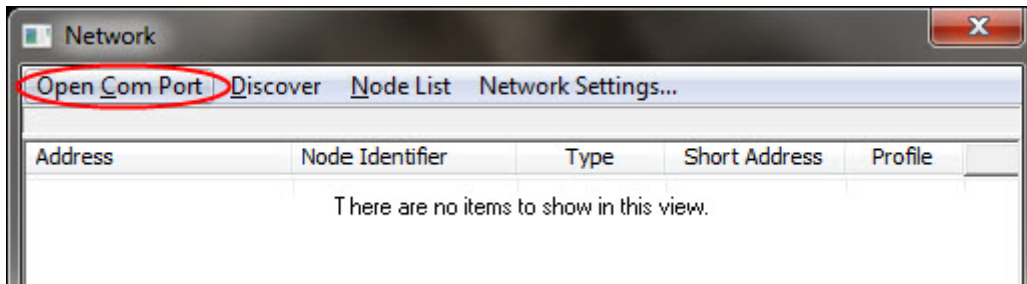 Network
Open Com Port Discover Node List Network Settings...
Address Node Identifier Type Short Address Profile
There are no items to show in this view.